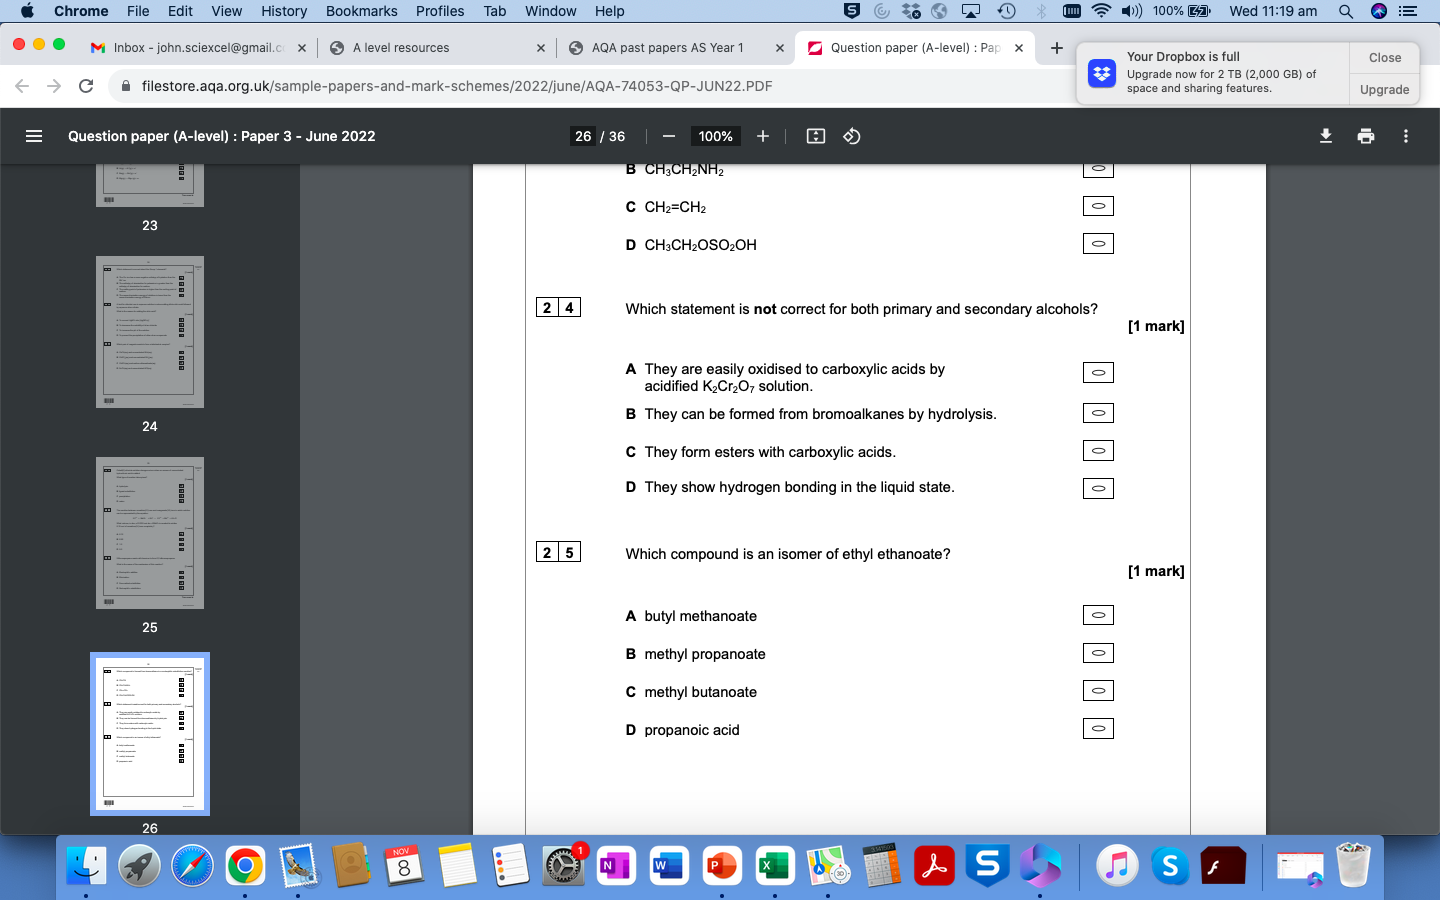 Chrome File Edit View History Bookmarks Profiles Tab Window Help
100% Wed 11:19 am
Inbox - john.sciexcel@gmail.c
A level resources
AQA past papers AS Year 1
Question paper (A-level) : Pap
filestore.aqa.org.uk/sample-papers-and-mark-schemes/2022/june/AQA-74053-QP-JUN22.PDF
Your Dropbox is full
Upgrade now for 2 TB (2,000 GB) of
space and sharing features.
Close
Upgrade
Question paper (A-level) : Paper 3 - June 2022
26 / 36
100%
23
24
25
26
B CH₃CH₂NH₂
C CH₂=CH₂
D CH₃CH₂OSO₂OH
2 4 Which statement is not correct for both primary and secondary alcohols?
[1 mark]
A They are easily oxidised to carboxylic acids by
acidified K₂Cr₂O₇ solution.
B They can be formed from bromoalkanes by hydrolysis.
C They form esters with carboxylic acids.
D They show hydrogen bonding in the liquid state.
2 5 Which compound is an isomer of ethyl ethanoate?
[1 mark]
A butyl methanoate
B methyl propanoate
C methyl butanoate
D propanoic acid
NOV
8
1
N
W
P
X
3D
S
S